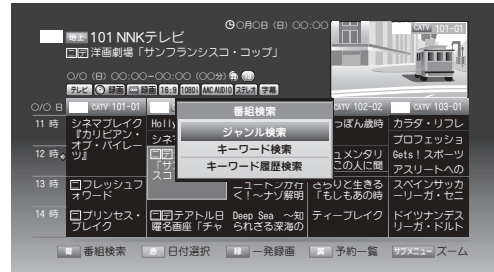 ○月○日 (日) ○○:○○
CATV 101-01
地上 101 NNKテレビ
洋画劇場「サンフランシスコ・コップ」
○/○ (日) ○○:○○-○○:○○ (○○分)
テレビ 録画 録画 16:9 1080i AAC AUDIO ステレオ 字幕
○/○ 日
CATV 101-01
CATV 102-02
CATV 103-01
番組検索
ジャンル検索
キーワード検索
キーワード履歴検索
11 時
シネマブレイク『カリビアン・オブ・パイレーツ』
Holly
っぽん歳時
カラダ・リフレ
12 時
シネ
「サ
スコ
ュメンタリ
この人に聞
プロフェッショ
Gets!スポーツ
アスリートへの
13 時
フレッシュフォワード
ニュートンが行く!～ナゾ解明
さらりと生きる「もしもあの時
スペインサッカーリーガ・セニ
14 時
プリンセス・ブレイク
テアトル日曜名画座「チャ
Deep Sea ～知られざる深海の
ティーブレイク
ドイツナンデスリーガ・ドルト
青 番組検索
赤 日付選択
緑 一発録画
黄 予約一覧
サブメニュー ズーム